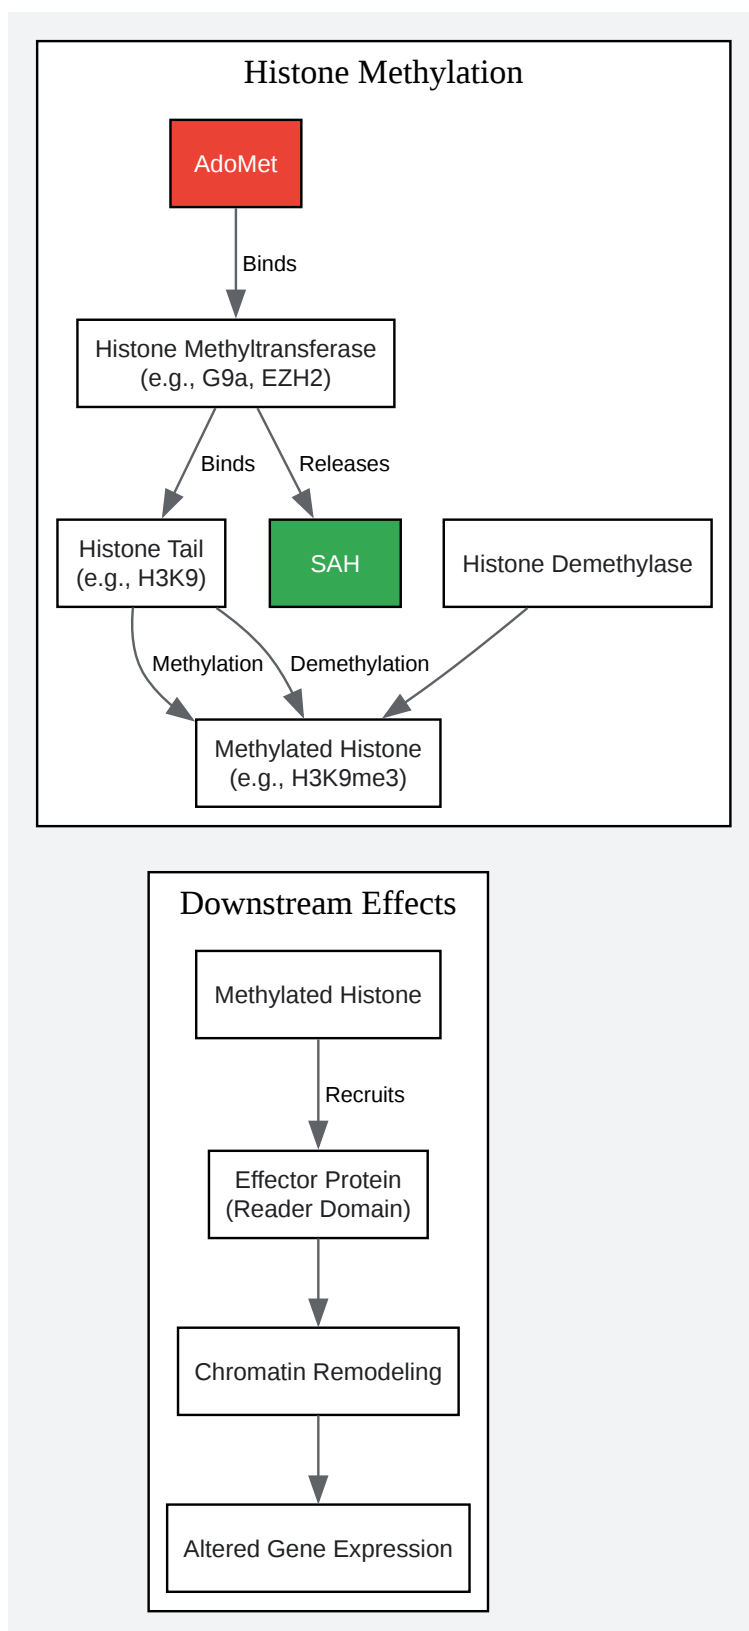 Histone Methylation
AdoMet
Binds
Histone Methyltransferase
(e.g., G9a, EZH2)
Binds
Releases
Histone Tail
(e.g., H3K9)
SAH
Histone Demethylase
Methylation
Demethylation
Methylated Histone
(e.g., H3K9me3)
Downstream Effects
Methylated Histone
Recruits
Effector Protein
(Reader Domain)
Chromatin Remodeling
Altered Gene Expression